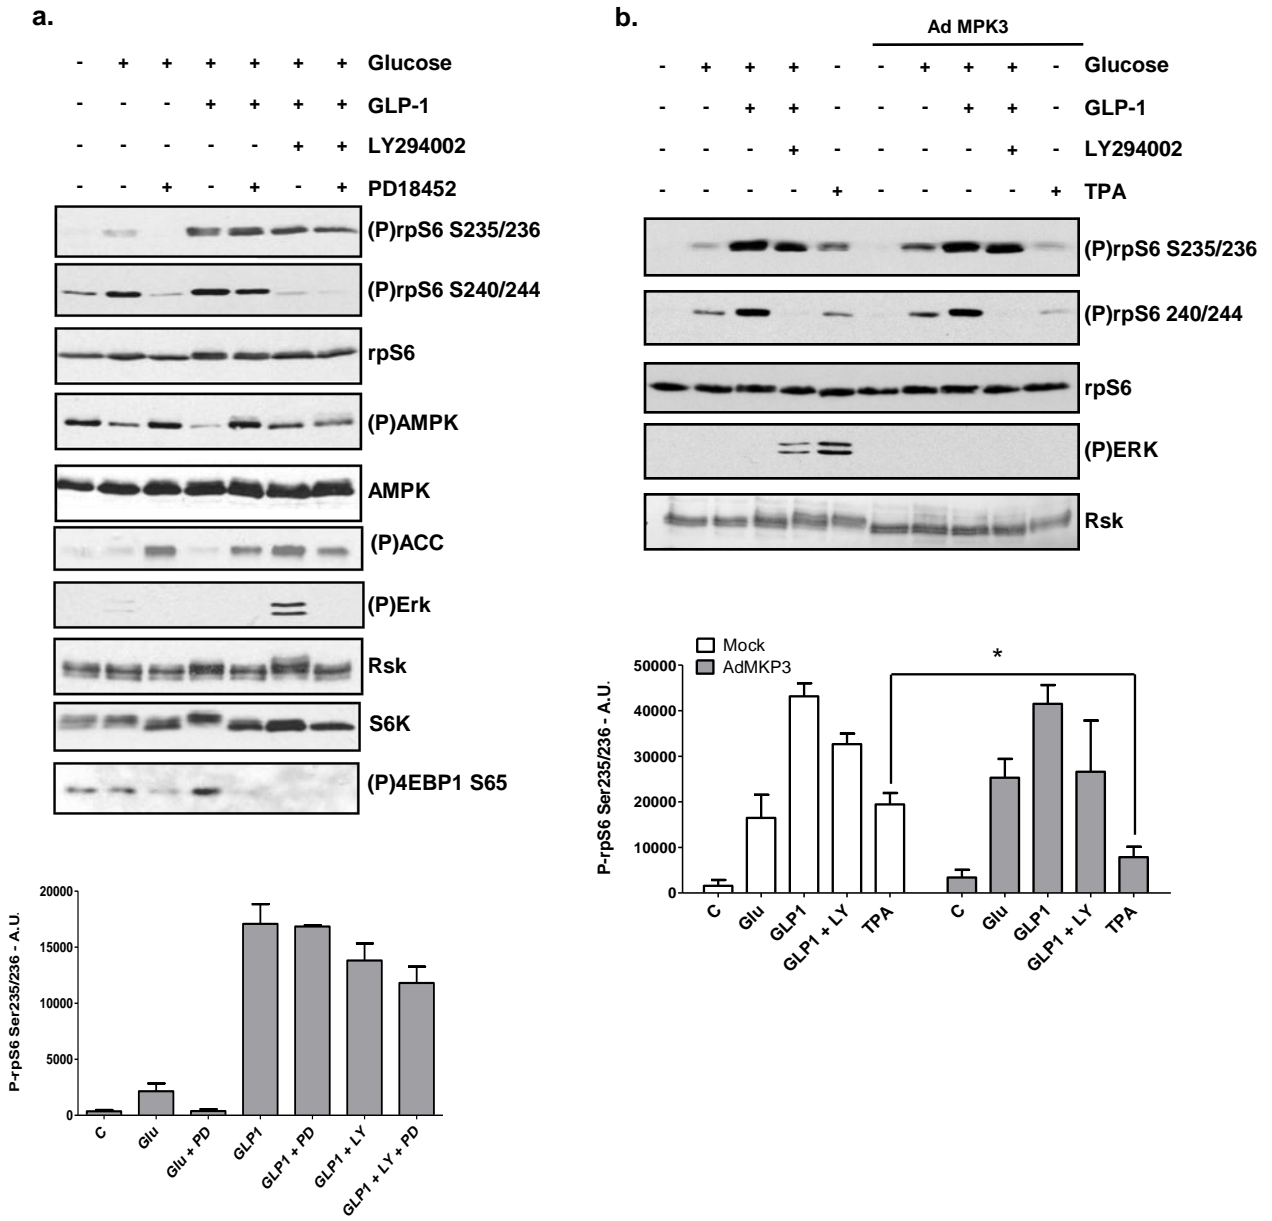 a.
- + + + + + + Glucose
- - - + + + + GLP-1
- - - - - + + LY294002
- - + - + - + PD18452
(P)rpS6 S235/236
(P)rpS6 S240/244
rpS6
(P)AMPK
AMPK
(P)ACC
(P)Erk
Rsk
S6K
(P)4EBP1 S65
P-rpS6 Ser235/236 - A.U.
20000
15000
10000
5000
0
C
Glu
Glu + PD
GLP1
GLP1 + PD
GLP1 + LY
GLP1 + LY + PD
b.
Ad MPK3
- + + + - - + + + - Glucose
- - + + - - - + + - GLP-1
- - - + - - - - + - LY294002
- - - - + - - - - + TPA
(P)rpS6 S235/236
(P)rpS6 240/244
rpS6
(P)ERK
Rsk
Mock
AdMKP3
*
P-rpS6 Ser235/236 - A.U.
50000
40000
30000
20000
10000
0
C
Glu
GLP1
GLP1 + LY
TPA
C
Glu
GLP1
GLP1 + LY
TPA